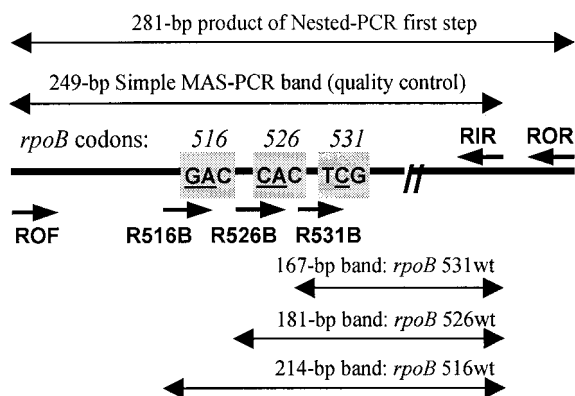 281-bp product of Nested-PCR first step
249-bp Simple MAS-PCR band (quality control)
rpoB codons: 516 526 531 RIR ROR
GAC CAC TCG //
ROF R516B R526B R531B
167-bp band: rpoB 531wt
181-bp band: rpoB 526wt
214-bp band: rpoB 516wt